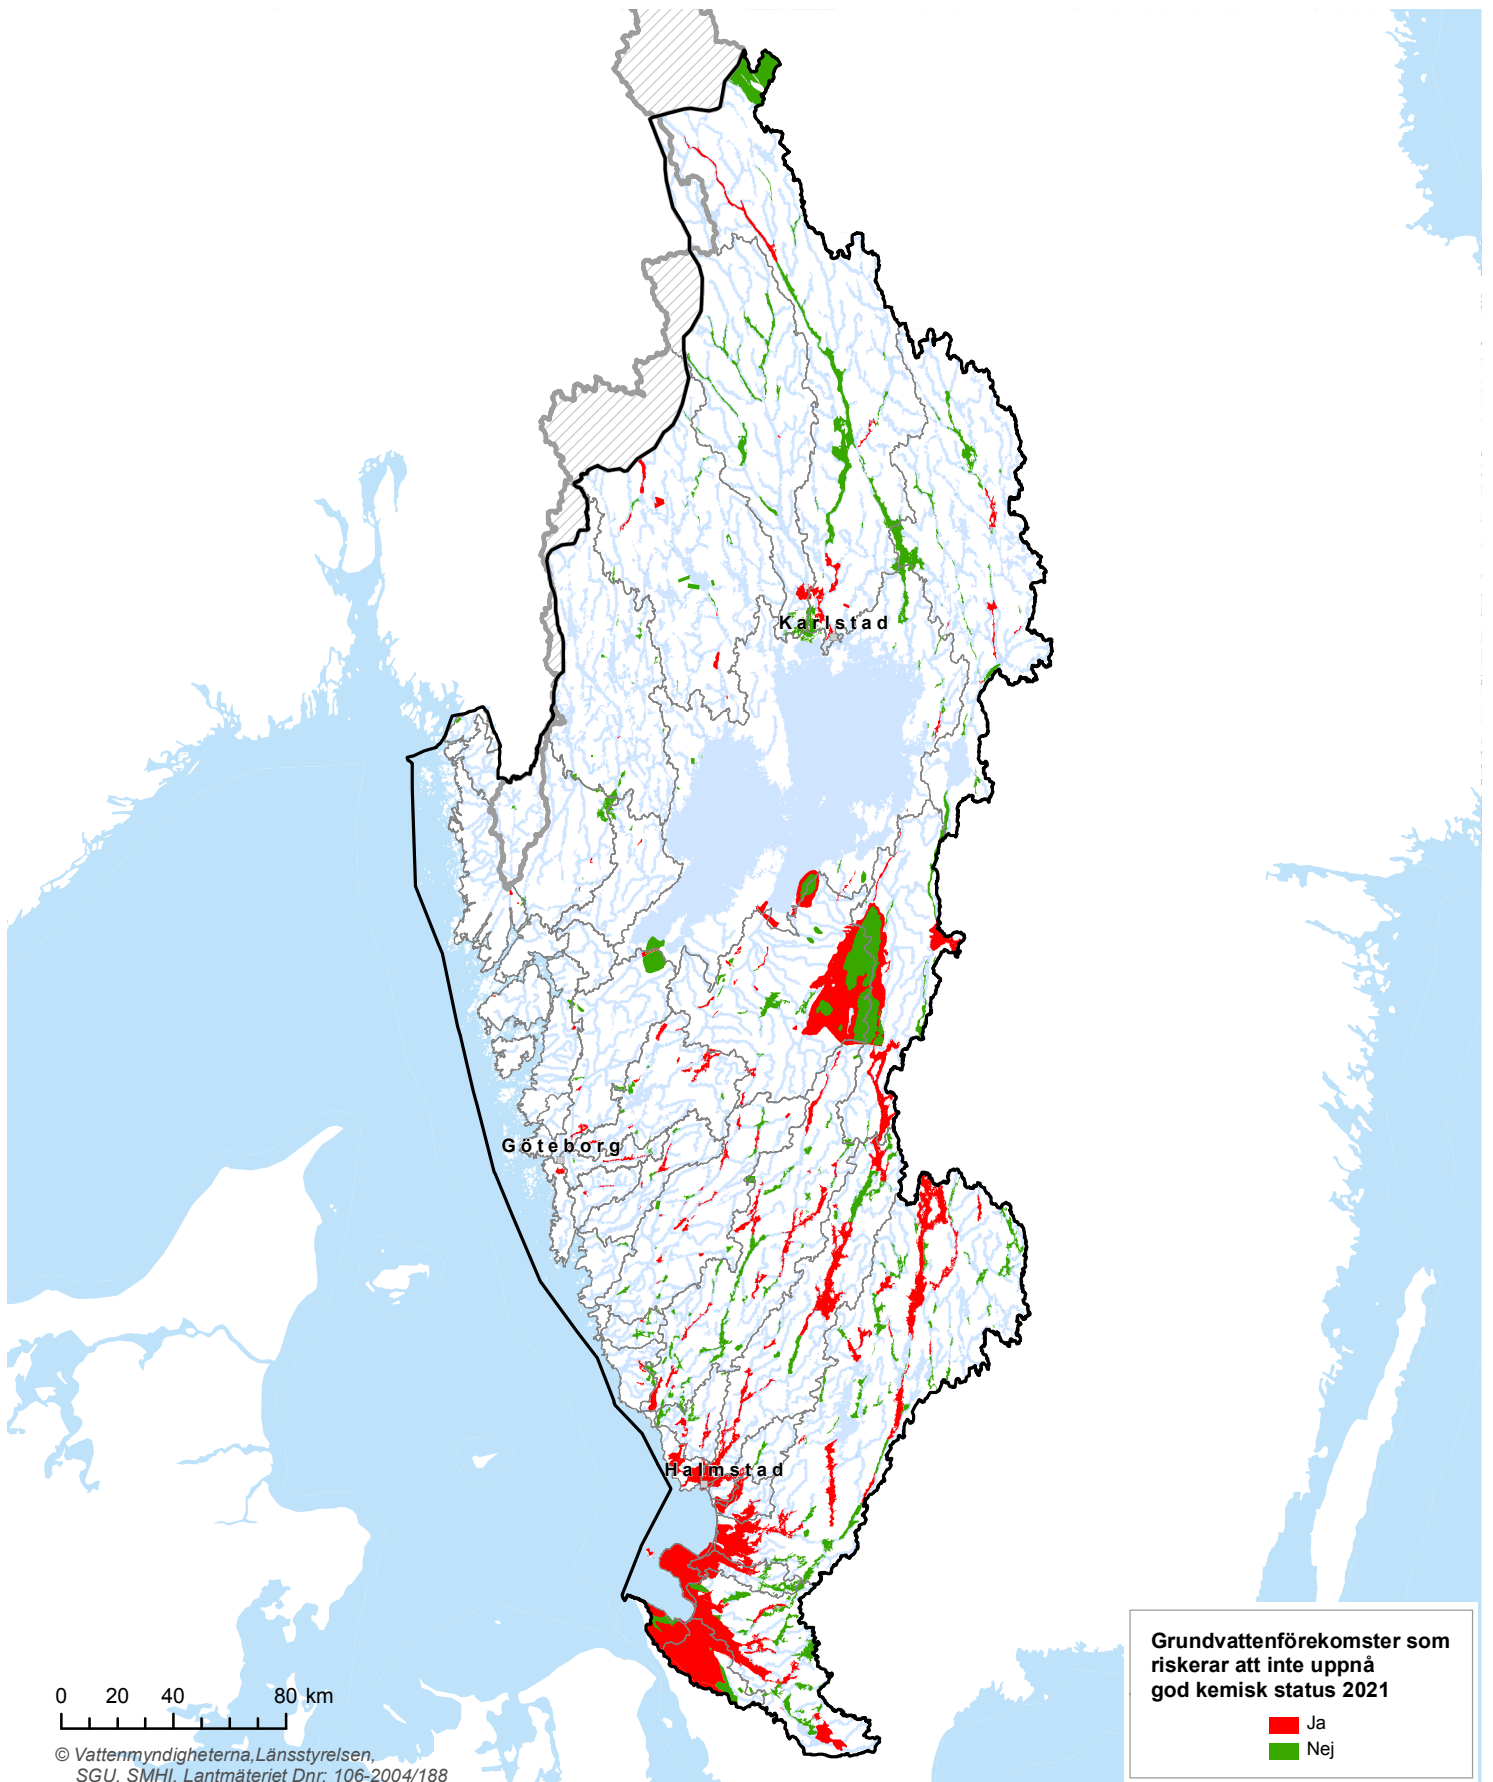 Karlstad
Göteborg
Halmstad
0 20 40 80 km
© Vattenmyndigheterna,Länsstyrelsen,
SGU, SMHI, Lantmäteriet Dnr: 106-2004/188
Grundvattenförekomster som
riskerar att inte uppnå
god kemisk status 2021
Ja
Nej